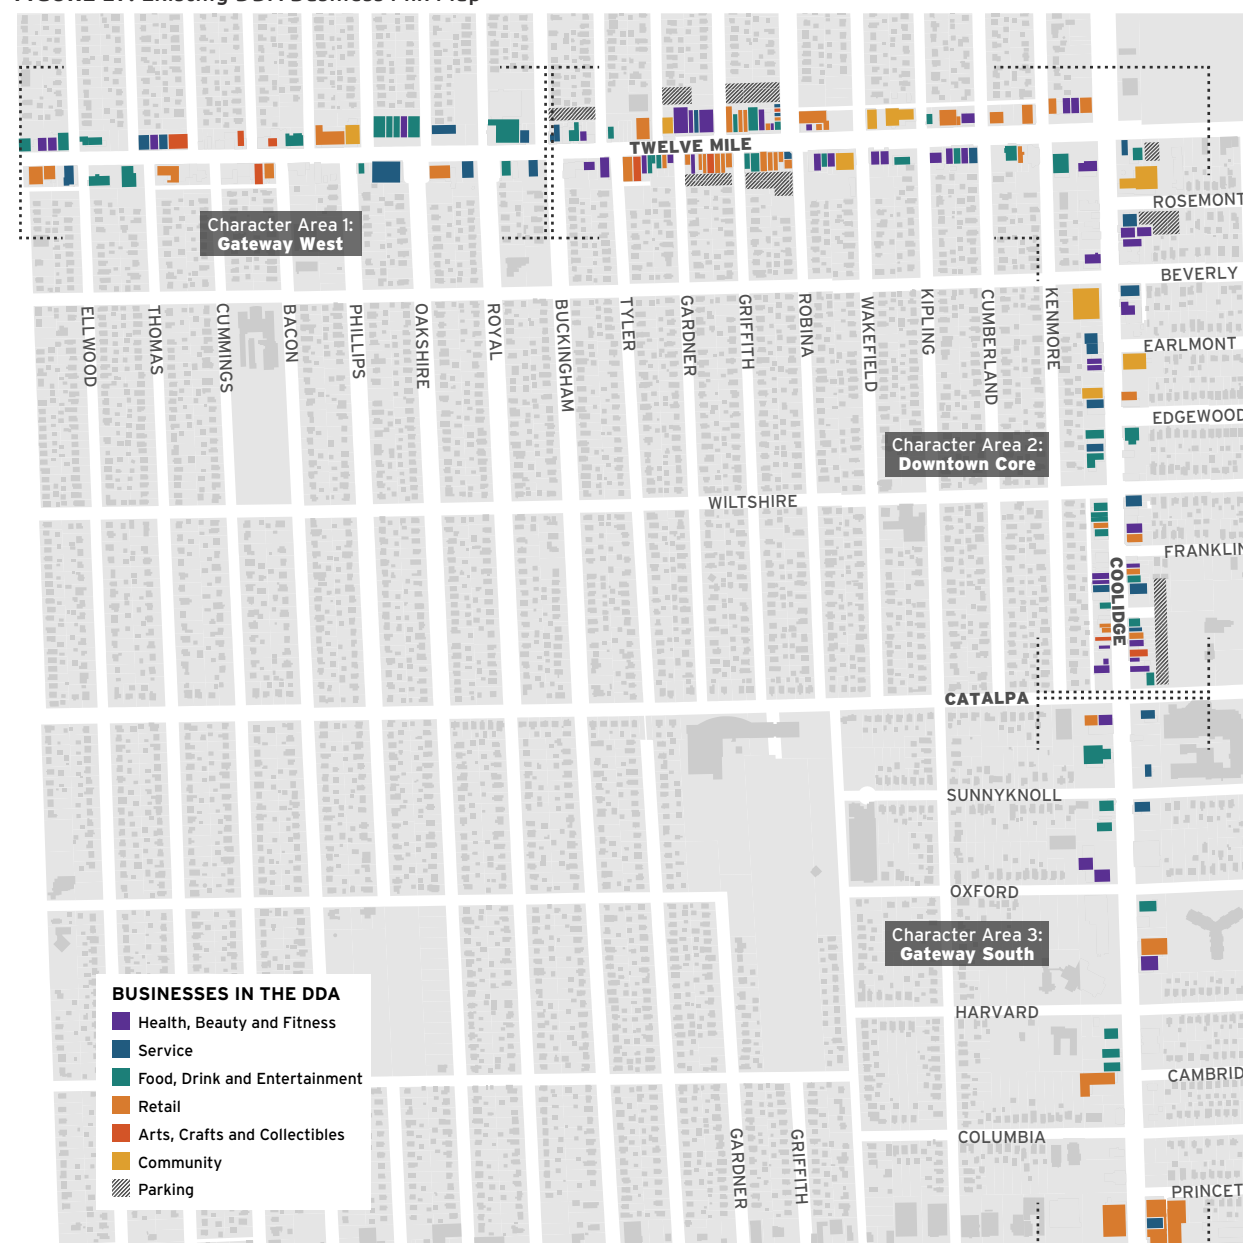 TWELVE MILE
ROSEMONT
Character Area 1:
Gateway West
BEVERLY
ELLWOOD
THOMAS
CUMMINGS
BACON
PHILLIPS
OAKSHIRE
ROYAL
BUCKINGHAM
TYLER
GARDNER
GRIFFITH
ROBINA
WAKEFIELD
KIPLING
CUMBERLAND
KENMORE
EARLMONT
EDGEWOOD
Character Area 2:
Downtown Core
WILTSHIRE
FRANKLIN
COOLIDGE
CATALPA
SUNNYKNOLL
OXFORD
Character Area 3:
Gateway South
HARVARD
CAMBRID
COLUMBIA
GARDNER
GRIFFITH
PRINCET
BUSINESSES IN THE DDA
Health, Beauty and Fitness
Service
Food, Drink and Entertainment
Retail
Arts, Crafts and Collectibles
Community
Parking